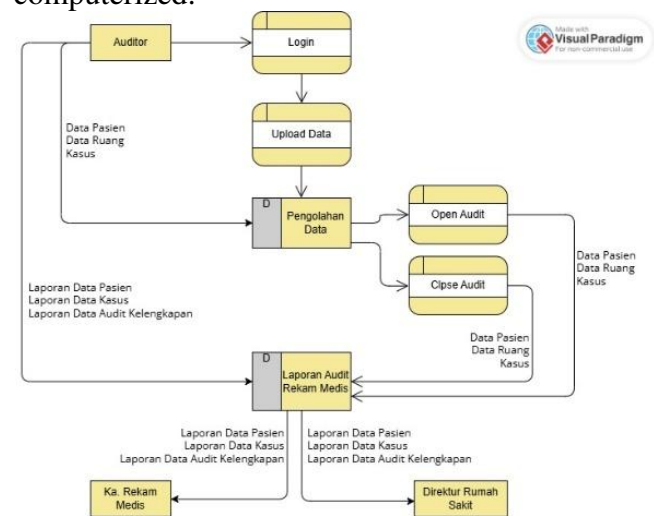 computerized.
Auditor
Login
Made with
Visual Paradigm
For non-commercial use
Data Pasien
Data Ruang
Kasus
Upload Data
D
Pengolahan
Data
Open Audit
Data Pasien
Data Ruang
Kasus
Clpse Audit
Laporan Data Pasien
Laporan Data Kasus
Laporan Data Audit Kelengkapan
Data Pasien
Data Ruang
Kasus
D
Laporan Audit
Rekam Medis
Laporan Data Pasien
Laporan Data Kasus
Laporan Data Audit Kelengkapan
Laporan Data Pasien
Laporan Data Kasus
Laporan Data Audit Kelengkapan
Ka. Rekam
Medis
Direktur Rumah
Sakit